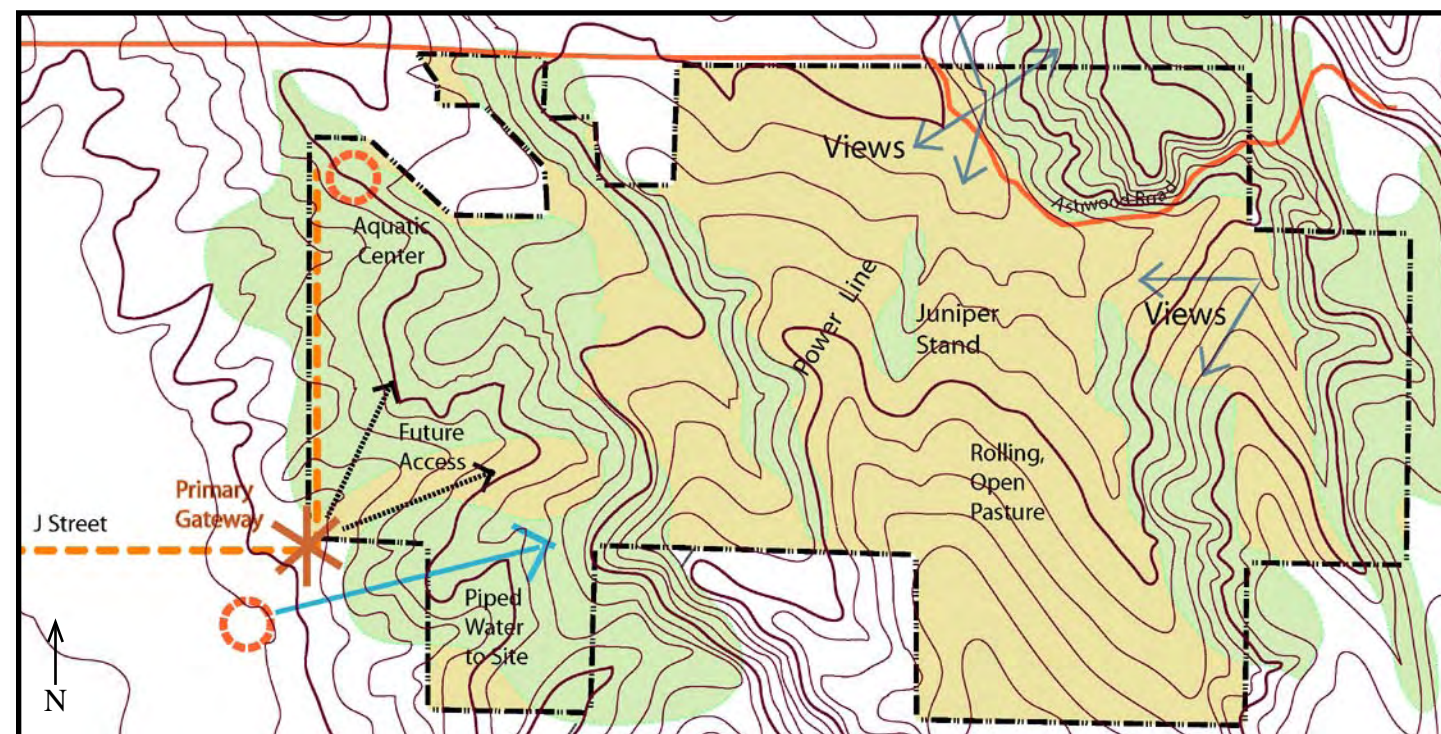 Views
Ashwood Road
Aquatic
Center
Power Line
Juniper
Stand
Views
Future
Access
Rolling,
Open
Pasture
Primary
Gateway
J Street
Piped
Water
to Site
N